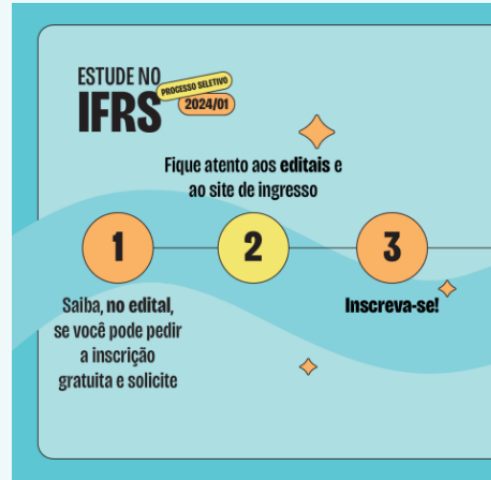 ESTUDE NO
IFRS
PROCESSO SELETIVO
2024/01
Fique atento aos editais e
ao site de ingresso
1
2
3
Saiba, no edital,
se você pode pedir
a inscrição
gratuita e solicite
Inscreva-se!